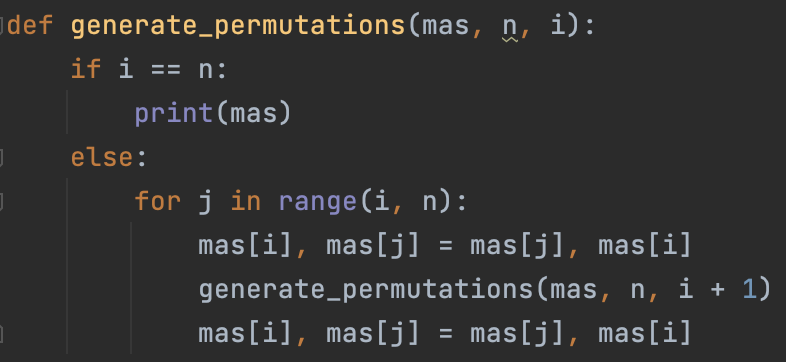 def generate_permutations(mas, n, i):
    if i == n:
        print(mas)
    else:
        for j in range(i, n):
            mas[i], mas[j] = mas[j], mas[i]
            generate_permutations(mas, n, i + 1)
            mas[i], mas[j] = mas[j], mas[i]